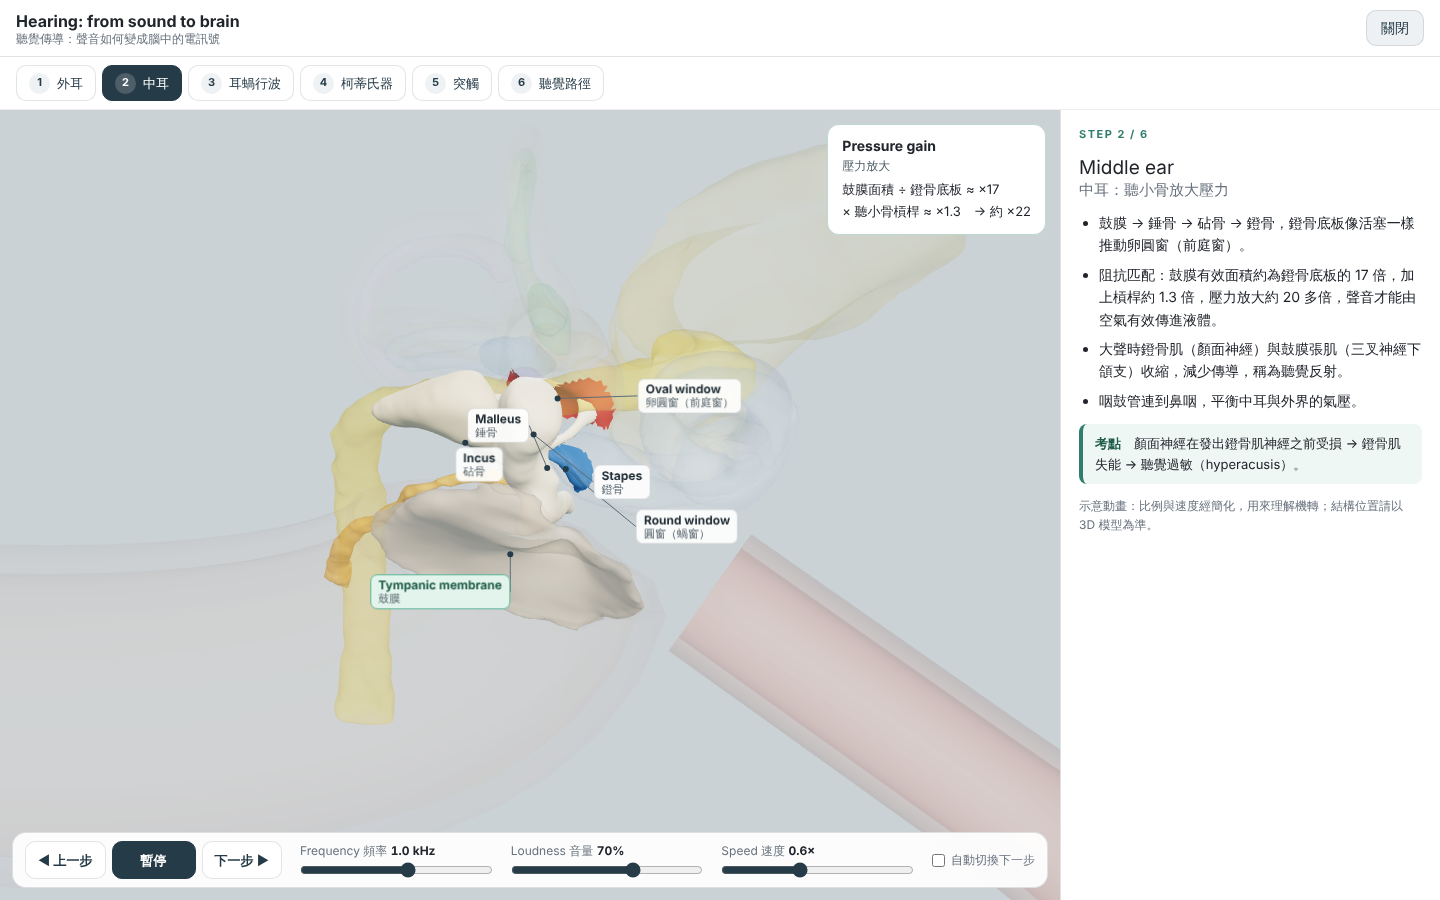 Hearing: from sound to brain
聽覺傳導：聲音如何變成腦中的電訊號
關閉
1 外耳
2 中耳
3 耳蝸行波
4 柯蒂氏器
5 突觸
6 聽覺路徑
Pressure gain
壓力放大
鼓膜面積 ÷ 鐙骨底板 ≈ ×17
× 聽小骨槓桿 ≈ ×1.3 → 約 ×22
Oval window
卵圓窗（前庭窗）
Malleus
錘骨
Incus
砧骨
Stapes
鐙骨
Round window
圓窗（蝸窗）
Tympanic membrane
鼓膜
◀ 上一步
暫停
下一步 ▶
Frequency 頻率 1.0 kHz
Loudness 音量 70%
Speed 速度 0.6×
自動切換下一步
STEP 2 / 6
Middle ear
中耳：聽小骨放大壓力
• 鼓膜 → 錘骨 → 砧骨 → 鐙骨，鐙骨底板像活塞一樣
推動卵圓窗（前庭窗）。
• 阻抗匹配：鼓膜有效面積約為鐙骨底板的 17 倍，加
上槓桿約 1.3 倍，壓力放大約 20 多倍，聲音才能由
空氣有效傳進液體。
• 大聲時鐙骨肌（顏面神經）與鼓膜張肌（三叉神經下
頜支）收縮，減少傳導，稱為聽覺反射。
• 咽鼓管連到鼻咽，平衡中耳與外界的氣壓。
考點 顏面神經在發出鐙骨肌神經之前受損 → 鐙骨肌
失能 → 聽覺過敏（hyperacusis）。
示意動畫：比例與速度經簡化，用來理解機轉；結構位置請以
3D 模型為準。